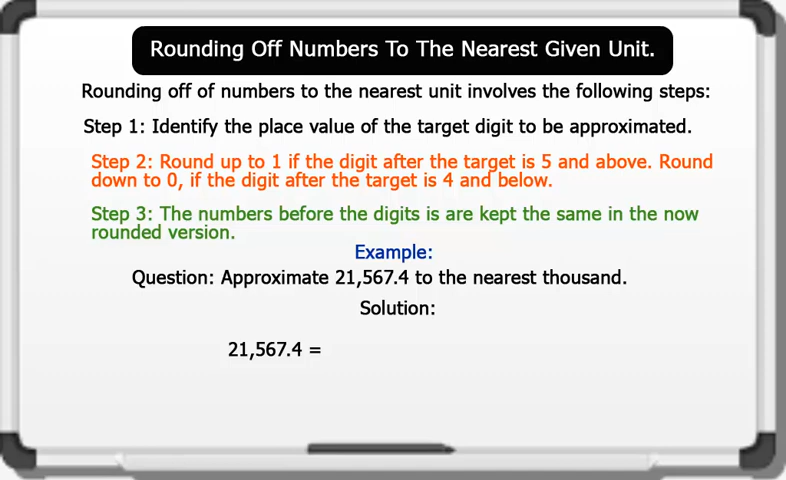 Rounding Off Numbers To The Nearest Given Unit.
Rounding off of numbers to the nearest unit involves the following steps:
Step 1: Identify the place value of the target digit to be approximated.
Step 2: Round up to 1 if the digit after the target is 5 and above. Round
down to 0, if the digit after the target is 4 and below.
Step 3: The numbers before the digits is are kept the same in the now
rounded version.
Example:
Question: Approximate 21,567.4 to the nearest thousand.
Solution:
21,567.4 =